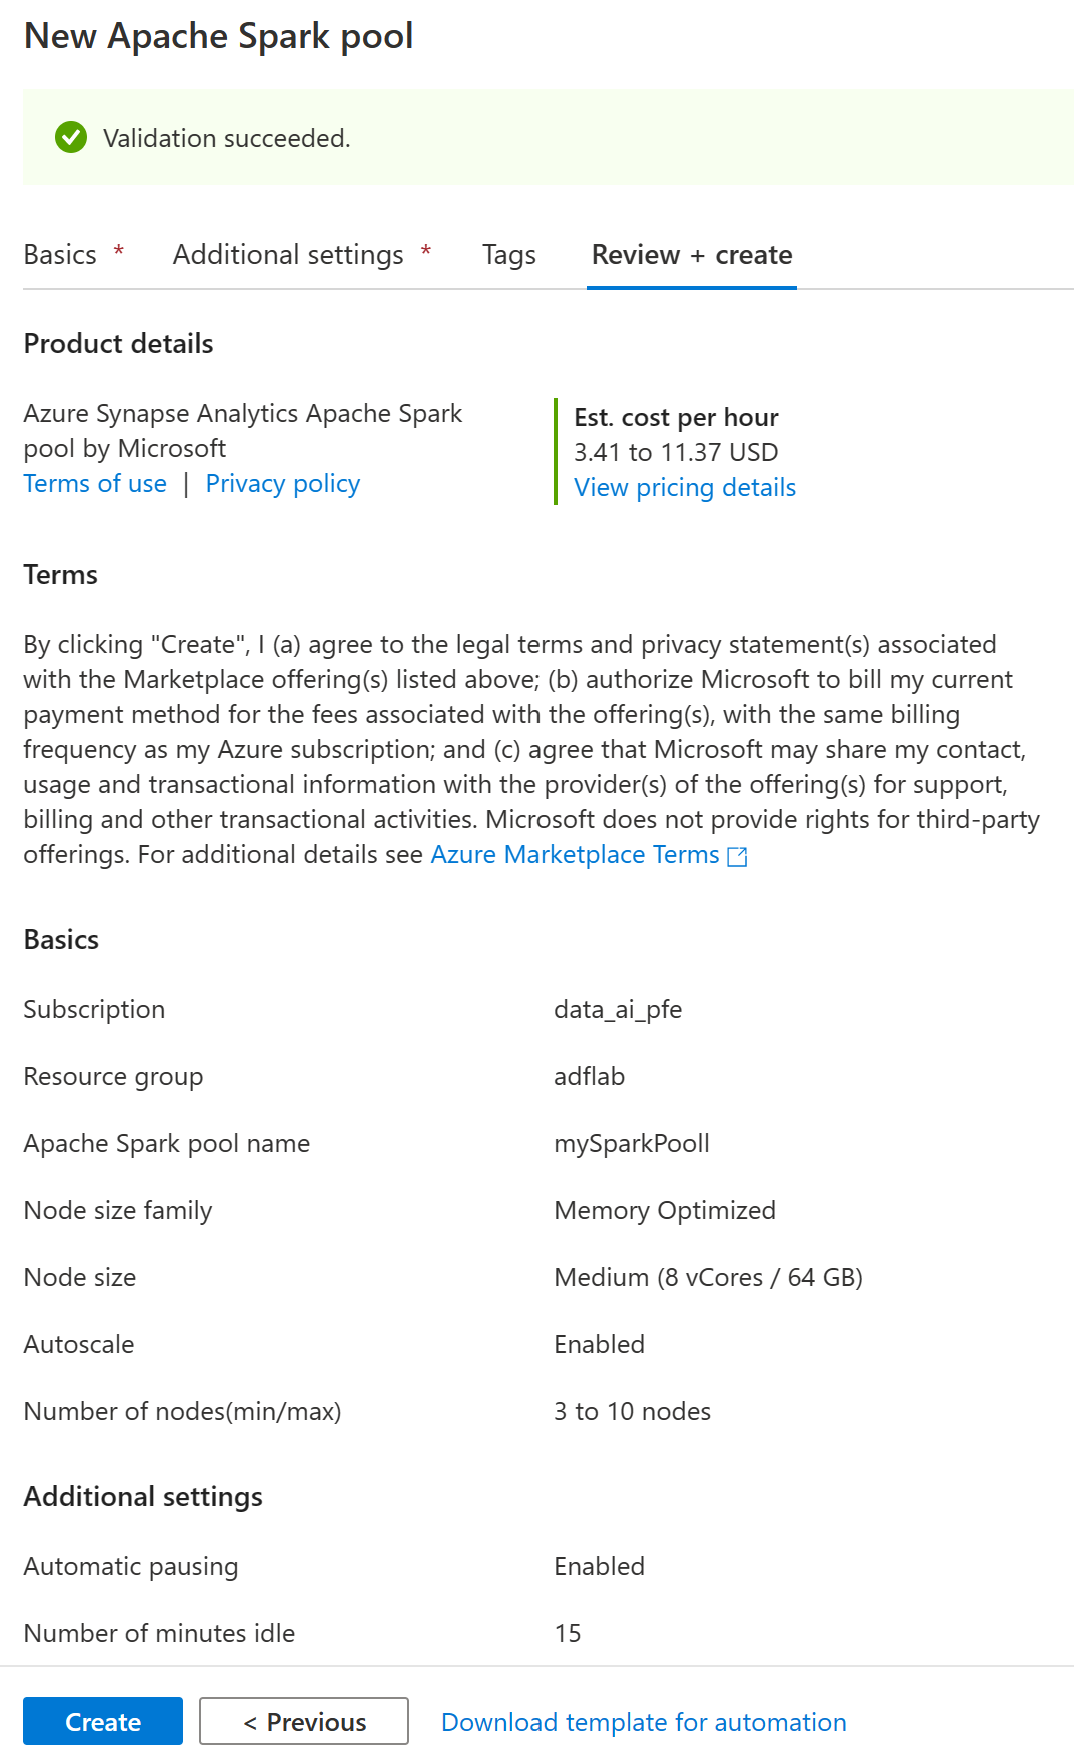 New Apache Spark pool
Validation succeeded.
Basics * Additional settings * Tags Review + create
Product details
Azure Synapse Analytics Apache Spark
pool by Microsoft
Terms of use | Privacy policy
Est. cost per hour
3.41 to 11.37 USD
View pricing details
Terms
By clicking "Create", I (a) agree to the legal terms and privacy statement(s) associated
with the Marketplace offering(s) listed above; (b) authorize Microsoft to bill my current
payment method for the fees associated with the offering(s), with the same billing
frequency as my Azure subscription; and (c) agree that Microsoft may share my contact,
usage and transactional information with the provider(s) of the offering(s) for support,
billing and other transactional activities. Microsoft does not provide rights for third-party
offerings. For additional details see Azure Marketplace Terms
Basics
Subscription data_ai_pfe
Resource group adflab
Apache Spark pool name mySparkPooll
Node size family Memory Optimized
Node size Medium (8 vCores / 64 GB)
Autoscale Enabled
Number of nodes(min/max) 3 to 10 nodes
Additional settings
Automatic pausing Enabled
Number of minutes idle 15
Create < Previous Download template for automation